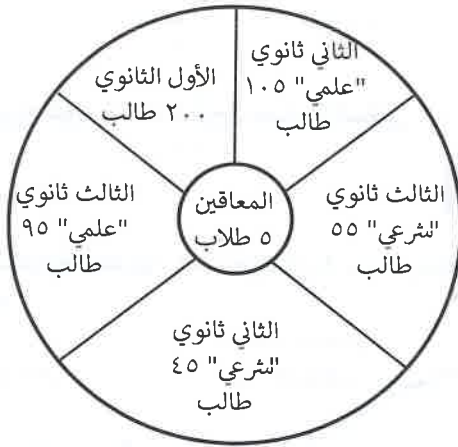 الثاني ثانوي
"علمي" ١٠٥
طالب
الأول الثانوي
٢٠٠ طالب
الثالث ثانوي
"شرعي" ٥٥
طالب
المعاقين
٥ طلاب
الثالث ثانوي
"علمي" ٩٥
طالب
الثاني ثانوي
"شرعي" ٤٥
طالب